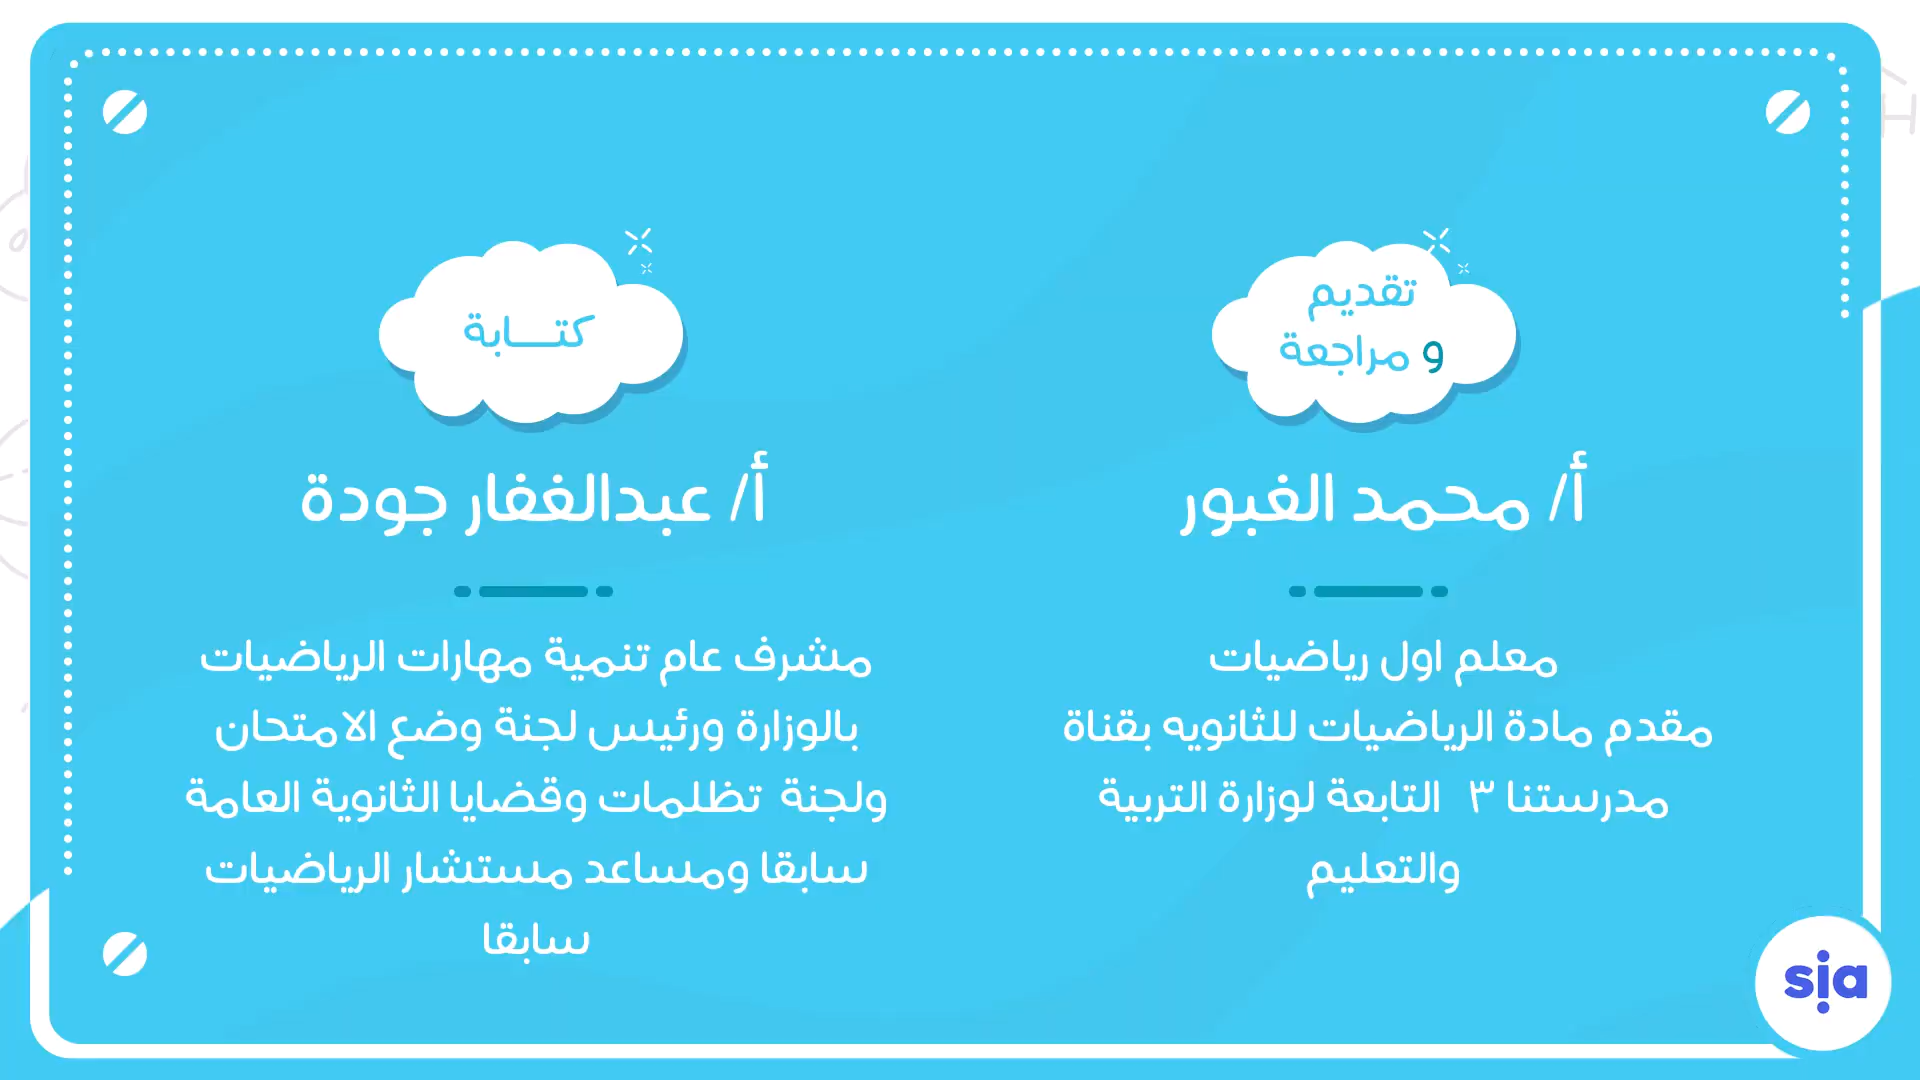 تقديم
و مراجعة
أ/ محمد الغبور
معلم اول رياضيات
مقدم مادة الرياضيات للثانويه بقناة
مدرستنا ٣ التابعة لوزارة التربية
والتعليم
كتـــابة
أ/ عبدالغفار جودة
مشرف عام تنمية مهارات الرياضيات
بالوزارة ورئيس لجنة وضع الامتحان
ولجنة تظلمات وقضايا الثانوية العامة
سابقا ومساعد مستشار الرياضيات
سابقا
sia